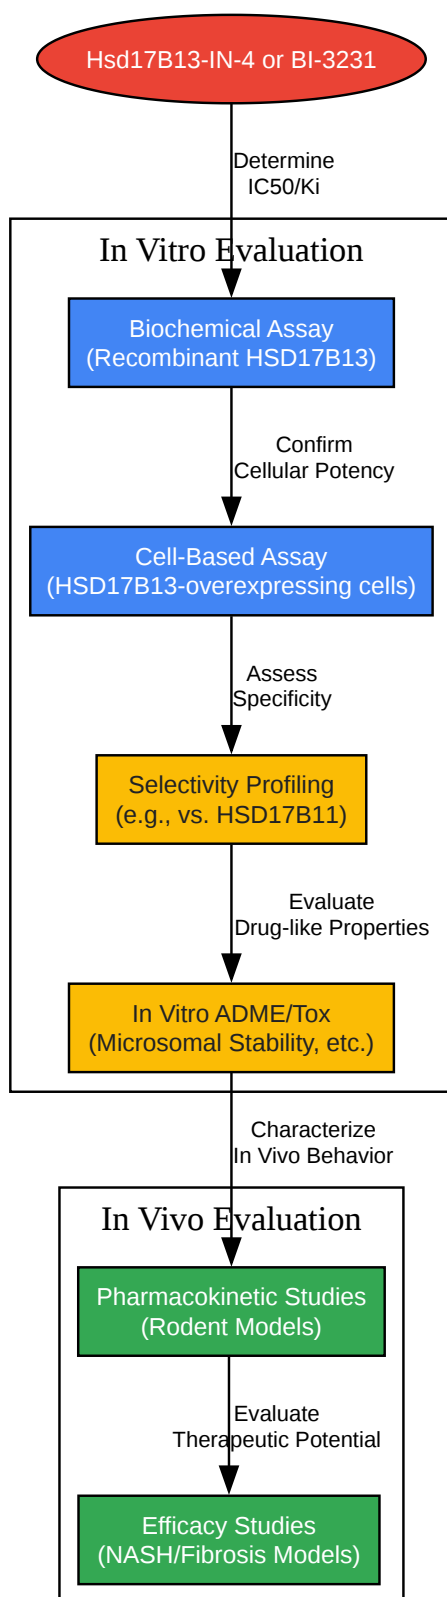 Hsd17B13-IN-4 or BI-3231
Determine
IC50/Ki
In Vitro Evaluation
Biochemical Assay
(Recombinant HSD17B13)
Confirm
Cellular Potency
Cell-Based Assay
(HSD17B13-overexpressing cells)
Assess
Specificity
Selectivity Profiling
(e.g., vs. HSD17B11)
Evaluate
Drug-like Properties
In Vitro ADME/Tox
(Microsomal Stability, etc.)
Characterize
In Vivo Behavior
In Vivo Evaluation
Pharmacokinetic Studies
(Rodent Models)
Evaluate
Therapeutic Potential
Efficacy Studies
(NASH/Fibrosis Models)